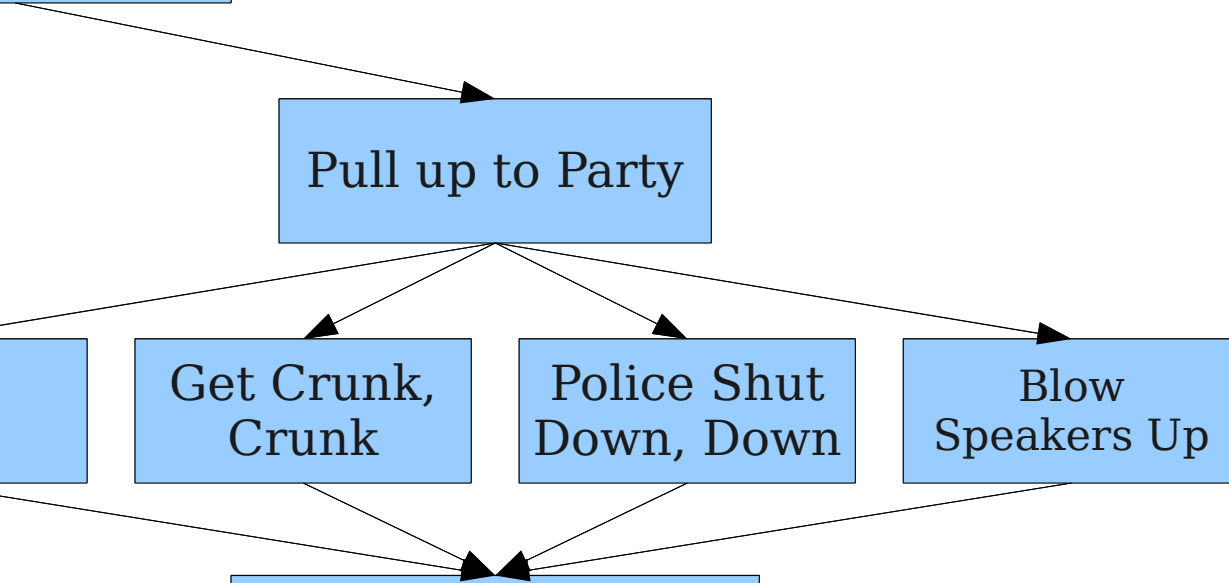 Pull up to Party
Get Crunk,
Crunk
Police Shut
Down, Down
Blow
Speakers Up